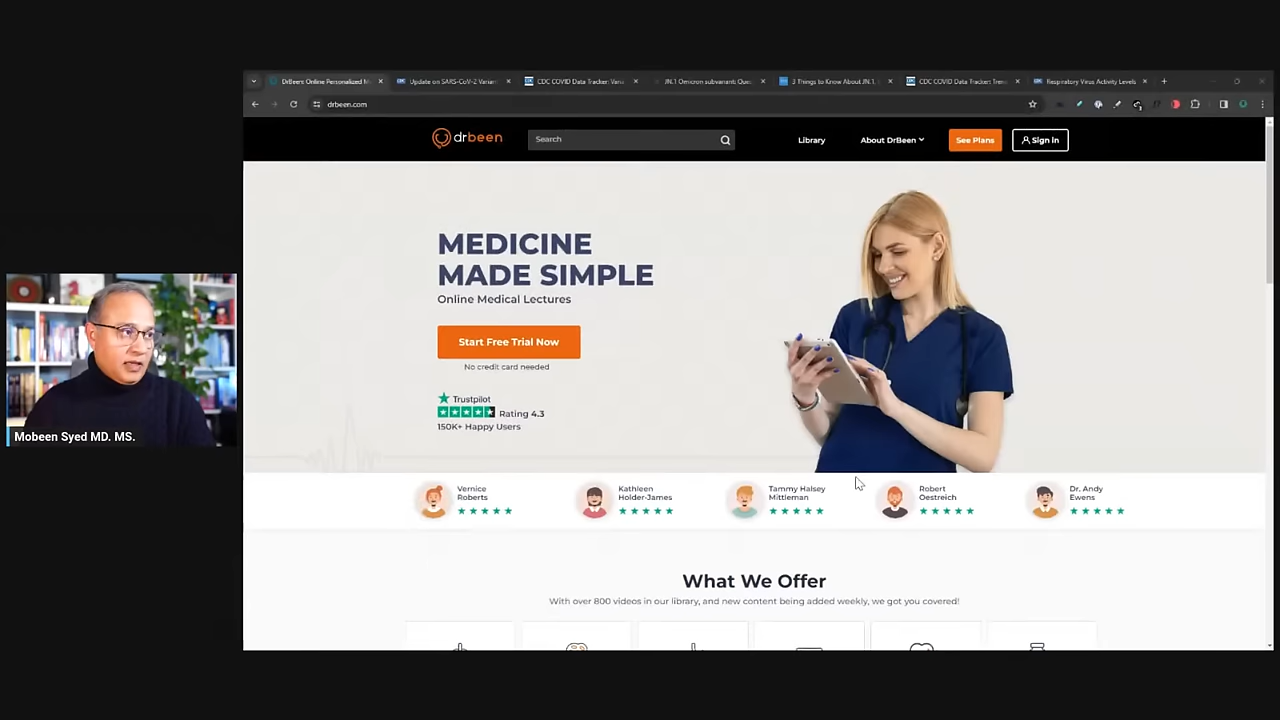 DrBeen: Online Personalized M
Update on SARS-CoV-2 Varian
CDC COVID Data Tracker: Varia
JN.1 Omicron subvariant: Que
3 Things to Know About JN.1,
CDC COVID Data Tracker: Tren
Respiratory Virus Activity Levels
drbeen.com
drbeen
Search
Library
About DrBeen
See Plans
Sign In
MEDICINE
MADE SIMPLE
Online Medical Lectures
Start Free Trial Now
No credit card needed
Trustpilot
Rating 4.3
150K+ Happy Users
Mobeen Syed MD. MS.
Vernice
Roberts
Kathleen
Holder-James
Tammy Halsey
Mittleman
Robert
Oestreich
Dr. Andy
Ewens
What We Offer
With over 800 videos in our library, and new content being added weekly, we got you covered!